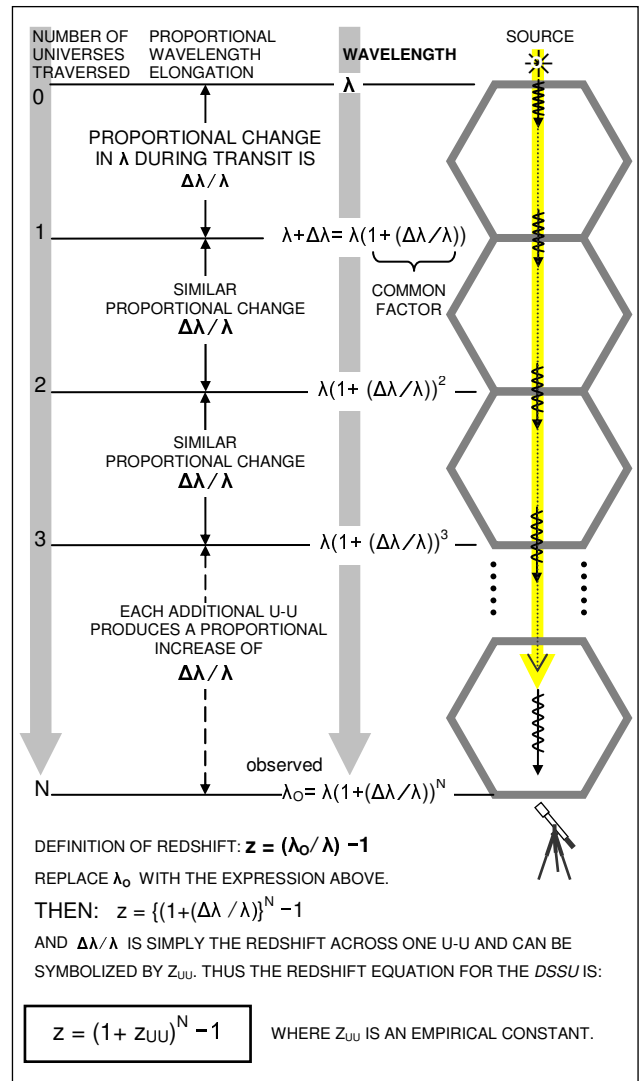 NUMBER OF UNIVERSES TRAVERSED
PROPORTIONAL WAVELENGTH ELONGATION
WAVELENGTH
SOURCE
0
λ
PROPORTIONAL CHANGE
IN λ DURING TRANSIT IS
Δλ/λ
1
λ+Δλ= λ(1+(Δλ/λ))
COMMON
FACTOR
SIMILAR
PROPORTIONAL CHANGE
Δλ/λ
2
λ(1+ (Δλ/λ))²
SIMILAR
PROPORTIONAL CHANGE
Δλ/λ
3
λ(1+ (Δλ/λ))³
EACH ADDITIONAL U-U
PRODUCES A PROPORTIONAL
INCREASE OF
Δλ/λ
observed
N
λO= λ(1+(Δλ/λ))^N
DEFINITION OF REDSHIFT: z = (λO/λ) −1
REPLACE λO WITH THE EXPRESSION ABOVE.
THEN: z = {(1+(Δλ /λ)}^N −1
AND Δλ/λ IS SIMPLY THE REDSHIFT ACROSS ONE U-U AND CAN BE
SYMBOLIZED BY ZUU. THUS THE REDSHIFT EQUATION FOR THE DSSU IS:
z = (1+ zUU)^N −1
WHERE ZUU IS AN EMPIRICAL CONSTANT.